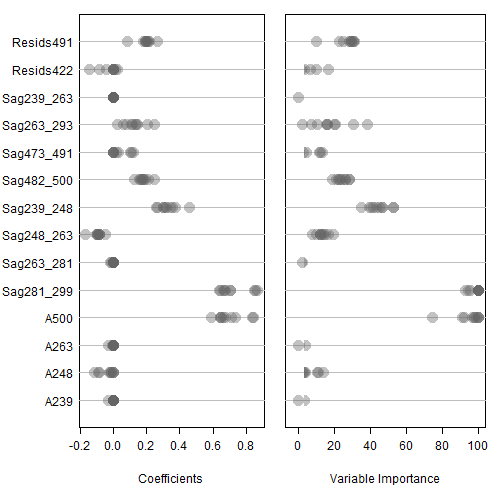 Resids491
Resids422
Sag239_263
Sag263_293
Sag473_491
Sag482_500
Sag239_248
Sag248_263
Sag263_281
Sag281_299
A500
A263
A248
A239
-0.2 0.0 0.2 0.4 0.6 0.8
0 20 40 60 80 100
Coefficients
Variable Importance